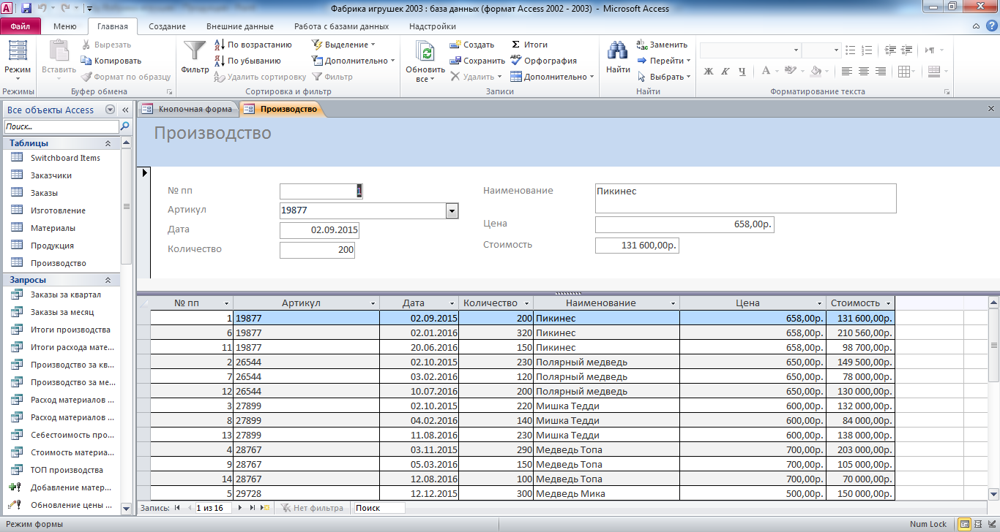 Фабрика игрушек 2003 : база данных (формат Access 2002 - 2003) - Microsoft Access
Файл Меню Главная Создание Внешние данные Работа с базами данных Надстройки
Режим
Режимы
Вставить
Вырезать
Копировать
Формат по образцу
Буфер обмена
Фильтр
По возрастанию
По убыванию
Удалить сортировку
Выделение
Дополнительно
Фильтр
Сортировка и фильтр
Обновить все
Создать
Сохранить
Удалить
Итоги
Орфография
Дополнительно
Записи
Найти
Заменить
Перейти
Выбрать
Найти
Ж К Ч
Форматирование текста
Все объекты Access
Поиск...
Таблицы
Switchboard Items
Заказчики
Заказы
Изготовление
Материалы
Продукция
Производство
Запросы
Заказы за квартал
Заказы за месяц
Итоги производства
Итоги расхода мате...
Производство за кв...
Производство за ме...
Расход материалов ...
Расход материалов ...
Себестоимость про...
Стоимость материа...
ТОП производства
Добавление матер...
Обновление цены ...
Кнопочная форма Производство
Производство
№ пп 1
Артикул 19877
Дата 02.09.2015
Количество 200
Наименование Пикинес
Цена 658,00р.
Стоимость 131 600,00р.
№ пп Артикул Дата Количество Наименование Цена Стоимость
1 19877 02.09.2015 200 Пикинес 658,00р. 131 600,00р.
6 19877 02.01.2016 320 Пикинес 658,00р. 210 560,00р.
11 19877 20.06.2016 150 Пикинес 658,00р. 98 700,00р.
2 26544 02.10.2015 230 Полярный медведь 650,00р. 149 500,00р.
7 26544 03.02.2016 120 Полярный медведь 650,00р. 78 000,00р.
12 26544 10.07.2016 200 Полярный медведь 650,00р. 130 000,00р.
3 27899 02.10.2015 220 Мишка Тедди 600,00р. 132 000,00р.
8 27899 04.02.2016 140 Мишка Тедди 600,00р. 84 000,00р.
13 27899 11.08.2016 230 Мишка Тедди 600,00р. 138 000,00р.
4 28767 03.11.2015 290 Медведь Топа 700,00р. 203 000,00р.
9 28767 05.03.2016 150 Медведь Топа 700,00р. 105 000,00р.
14 28767 12.08.2016 100 Медведь Топа 700,00р. 70 000,00р.
5 29728 12.12.2015 300 Медведь Мика 500,00р. 150 000,00р.
Запись: 1 из 16 Нет фильтра Поиск
Режим формы Num Lock